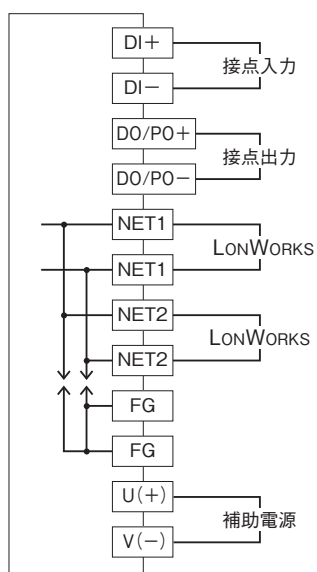 DI＋
接点入力
DI－
DO/PO＋
接点出力
DO/PO－
NET1
LONWORKS
NET1
NET2
LONWORKS
NET2
FG
FG
U(＋)
補助電源
V(－)